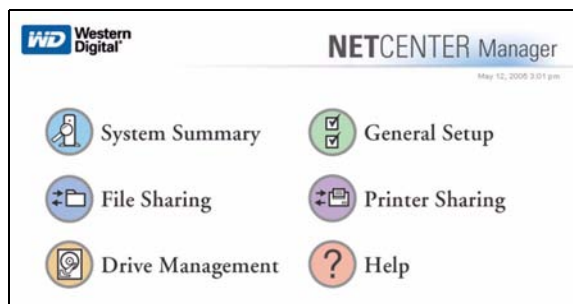 WD Western Digital®
NETCENTER Manager
May 12, 2005 3:01 pm
System Summary
General Setup
File Sharing
Printer Sharing
Drive Management
? Help